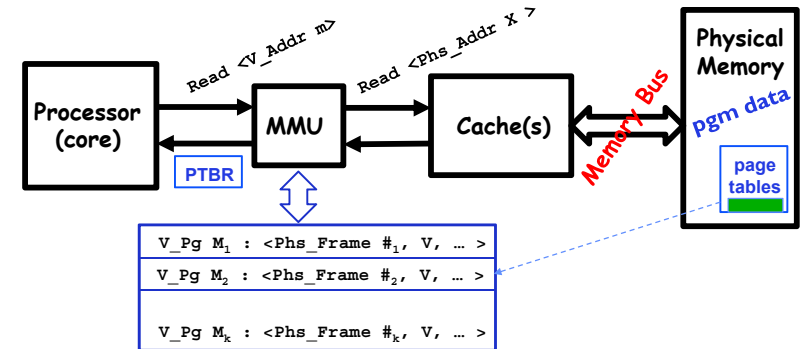 Read <V_Addr m>
Read <Phs_Addr X >
Processor
(core)
MMU
Cache(s)
Memory Bus
Physical
Memory
pgm data
page
tables
PTBR
V_Pg M₁ : <Phs_Frame #₁, V, … >
V_Pg M₂ : <Phs_Frame #₂, V, … >
V_Pg Mₖ : <Phs_Frame #ₖ, V, … >